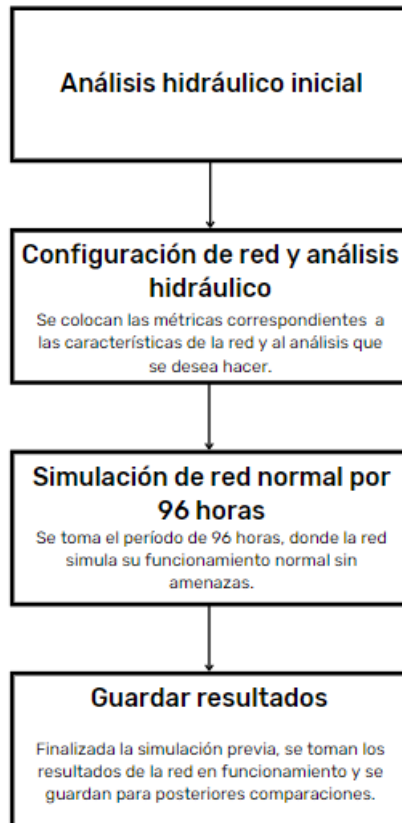 Análisis hidráulico inicial
Configuración de red y análisis
hidráulico
Se colocan las métricas correspondientes a
las características de la red y al análisis que
se desea hacer.
Simulación de red normal por
96 horas
Se toma el período de 96 horas, donde la red
simula su funcionamiento normal sin
amenazas.
Guardar resultados
Finalizada la simulación previa, se toman los
resultados de la red en funcionamiento y se
guardan para posteriores comparaciones.